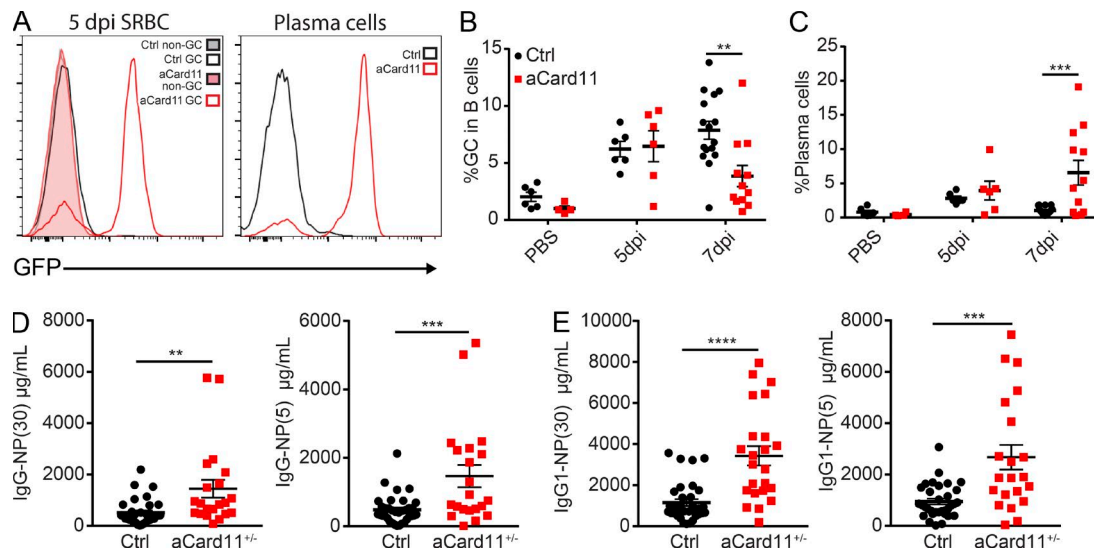 A
5 dpi SRBC
Plasma cells
Ctrl non-GC
Ctrl GC
aCard11
non-GC
aCard11 GC
Ctrl
aCard11
GFP
B
%GC in B cells
15
10
5
0
Ctrl
aCard11
**
PBS
5dpi
7dpi
C
%Plasma cells
25
20
15
10
5
0
***
PBS
5dpi
7dpi
D
IgG-NP(30) µg/mL
8000
6000
4000
2000
0
**
Ctrl
aCard11+/-
IgG-NP(5) µg/mL
6000
4000
2000
0
***
Ctrl
aCard11+/-
E
IgG1-NP(30) µg/mL
10000
8000
6000
4000
2000
0
****
Ctrl
aCard11+/-
IgG1-NP(5) µg/mL
8000
6000
4000
2000
0
***
Ctrl
aCard11+/-